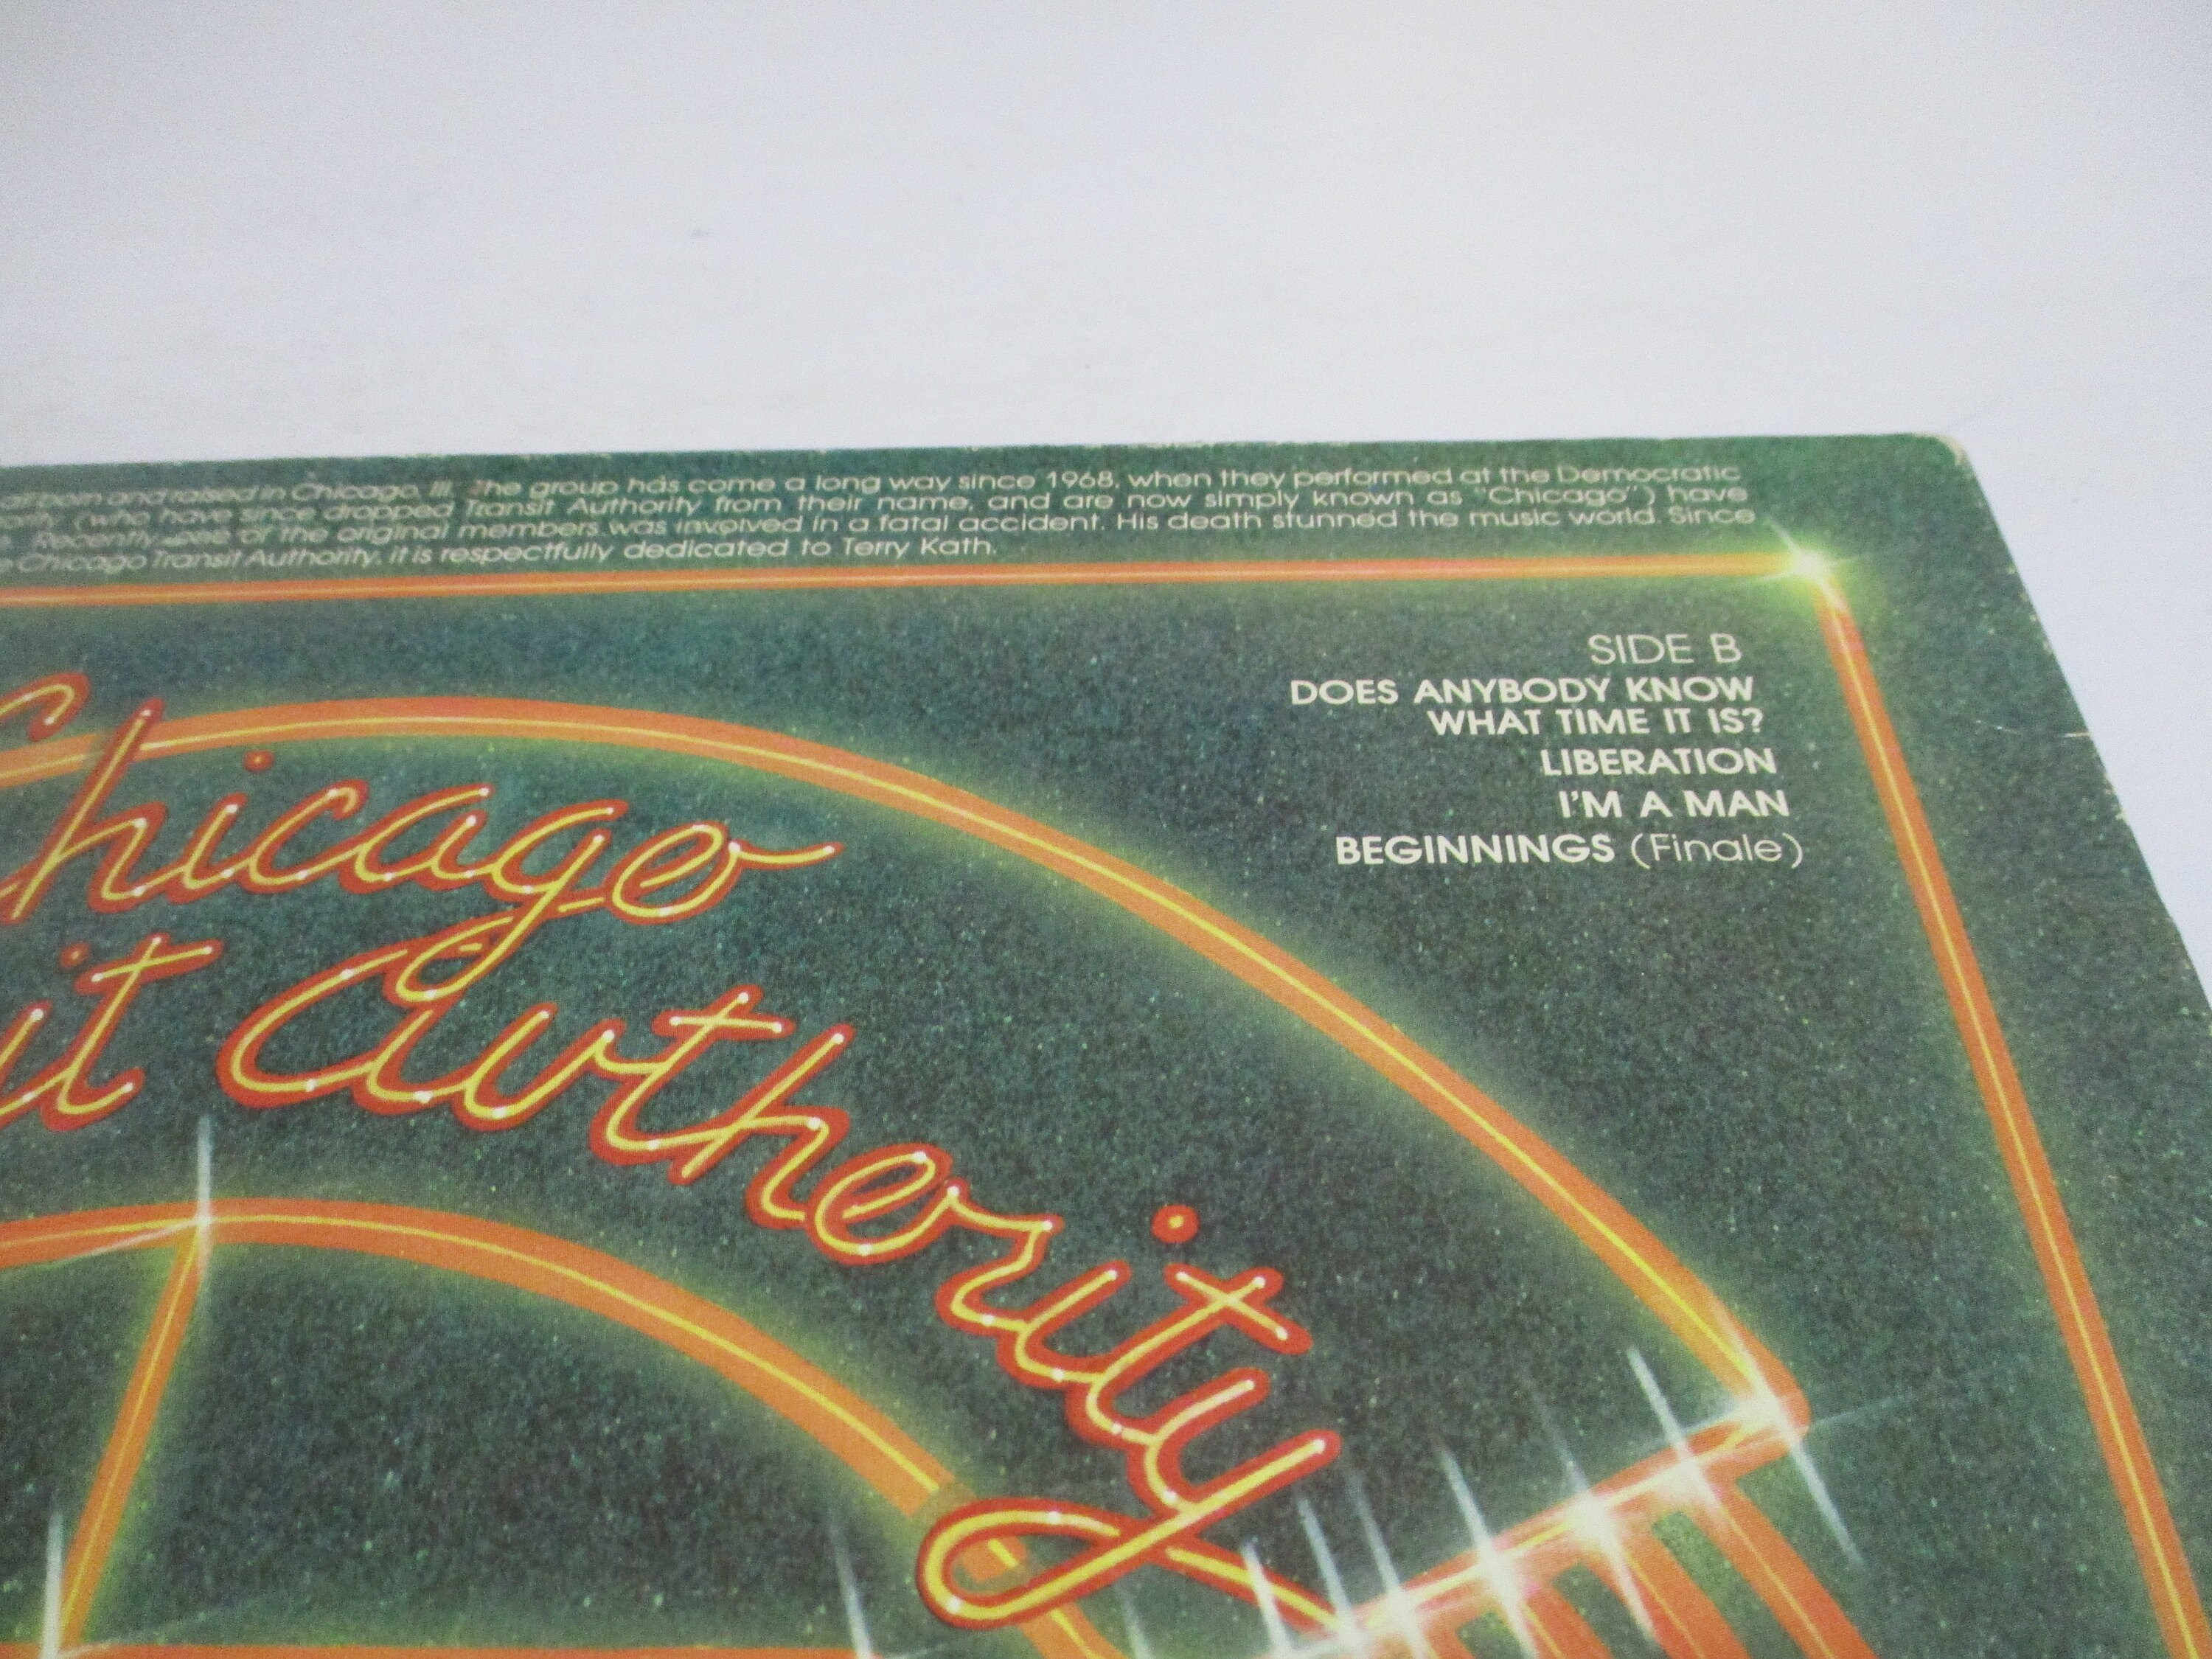 all born and raised in Chicago, Ill. The group has come a long way since 1968, when they performed at the Democratic
(who have since dropped Transit Authority from their name, and are now simply known as "Chicago") have
Recently one of the original members was involved in a fatal accident. His death stunned the music world. Since
Chicago Transit Authority, it is respectfully dedicated to Terry Kath.
SIDE B
DOES ANYBODY KNOW
WHAT TIME IT IS?
LIBERATION
I'M A MAN
BEGINNINGS (Finale)
Chicago
it Authority